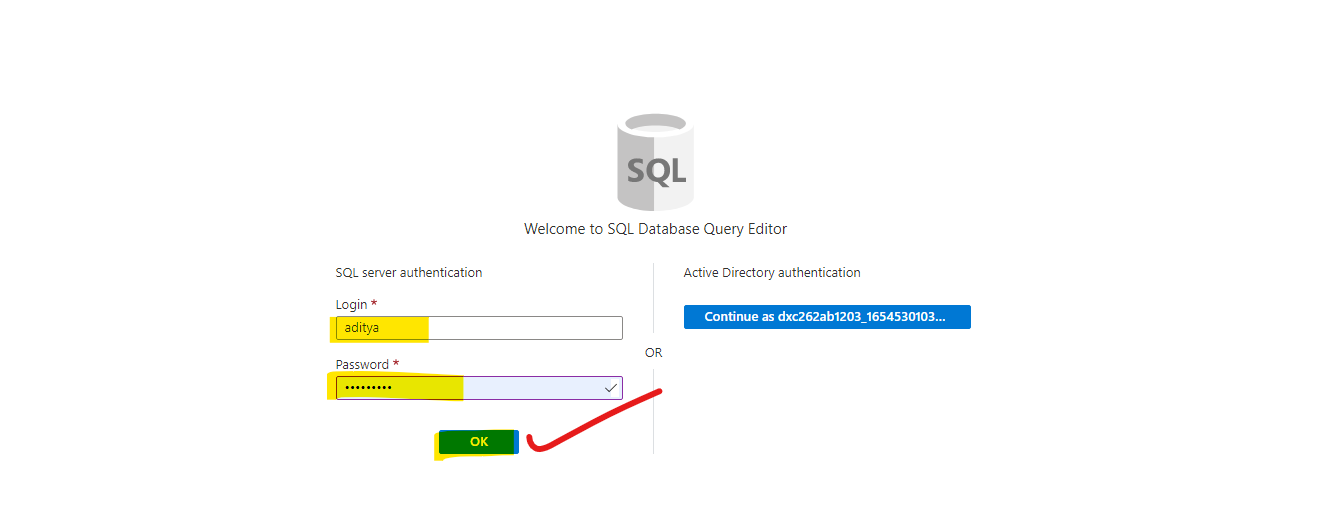 SQL
Welcome to SQL Database Query Editor
SQL server authentication
Login *
aditya
Password *
•••••••••
OK
OR
Active Directory authentication
Continue as dxc262ab1203_1654530103...